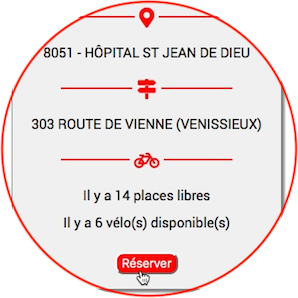 8051 - HÔPITAL ST JEAN DE DIEU
303 ROUTE DE VIENNE (VENISSIEUX)
Il y a 14 places libres
Il y a 6 vélo(s) disponible(s)
Réserver